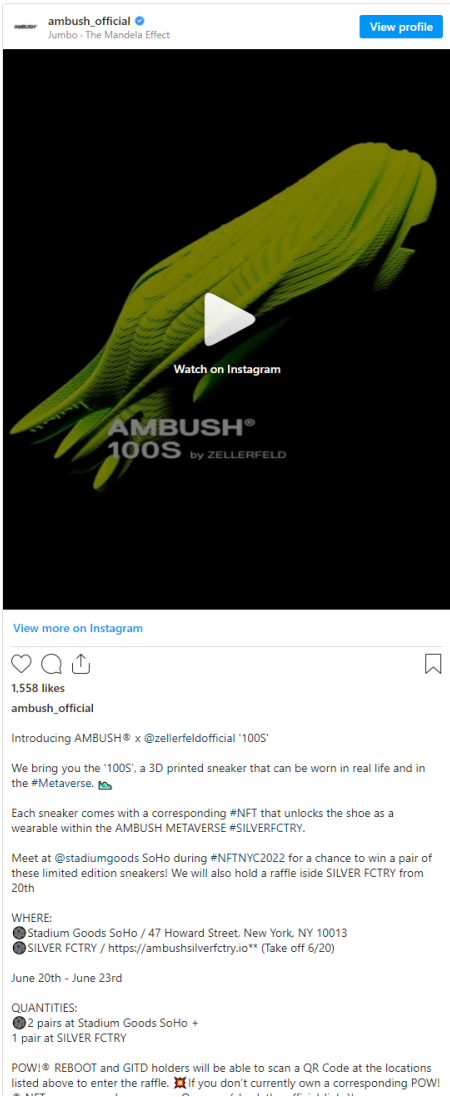 AMBUSH®
ambush_official
Jumbo · The Mandela Effect
View profile
Watch on Instagram
AMBUSH®
100S by ZELLERFELD
View more on Instagram
1,558 likes
ambush_official
Introducing AMBUSH® x @zellerfeldofficial '100S'
We bring you the '100S', a 3D printed sneaker that can be worn in real life and in
the #Metaverse. 👟
Each sneaker comes with a corresponding #NFT that unlocks the shoe as a
wearable within the AMBUSH METAVERSE #SILVERFCTRY.
Meet at @stadiumgoods SoHo during #NFTNYC2022 for a chance to win a pair of
these limited edition sneakers! We will also hold a raffle iside SILVER FCTRY from
20th
WHERE:
Stadium Goods SoHo / 47 Howard Street, New York, NY 10013
SILVER FCTRY / https://ambushsilverfctry.io** (Take off 6/20)
June 20th - June 23rd
QUANTITIES:
2 pairs at Stadium Goods SoHo +
1 pair at SILVER FCTRY
POW!® REBOOT and GITD holders will be able to scan a QR Code at the locations
listed above to enter the raffle. 💥If you don't currently own a corresponding POW!